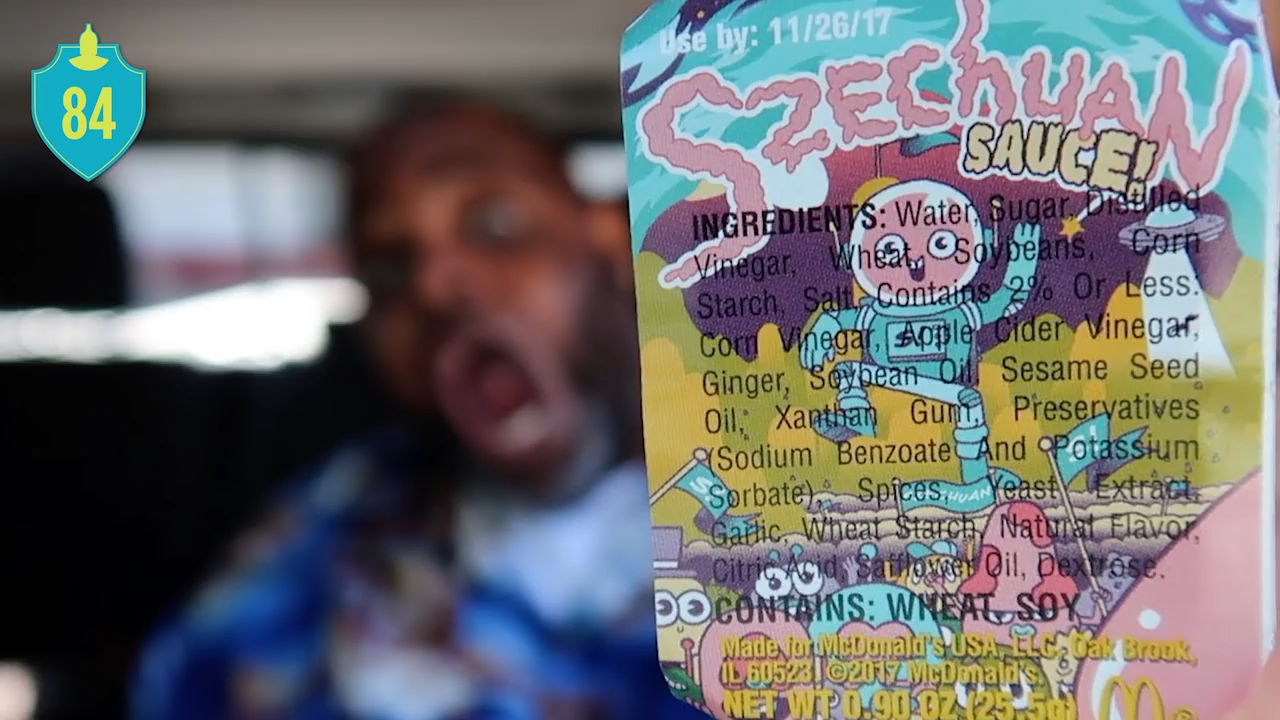 84
Use by: 11/26/17
SZECHUAN
SAUCE!
INGREDIENTS: Water, Sugar, Distilled
Vinegar, Wheat, Soybeans, Corn
Starch, Salt. Contains 2% Or Less:
Corn Vinegar, Apple Cider Vinegar,
Ginger, Soybean Oil, Sesame Seed
Oil, Xanthan Gum, Preservatives
(Sodium Benzoate And Potassium
Sorbate), Spices, Yeast Extract,
Garlic, Wheat Starch, Natural Flavor,
Citric Acid, Safflower Oil, Dextrose.
CONTAINS: WHEAT, SOY
Made for McDonald's USA, LLC, Oak Brook,
IL 60523 ©2017 McDonald's
NET WT 0.90 OZ (25.5g)